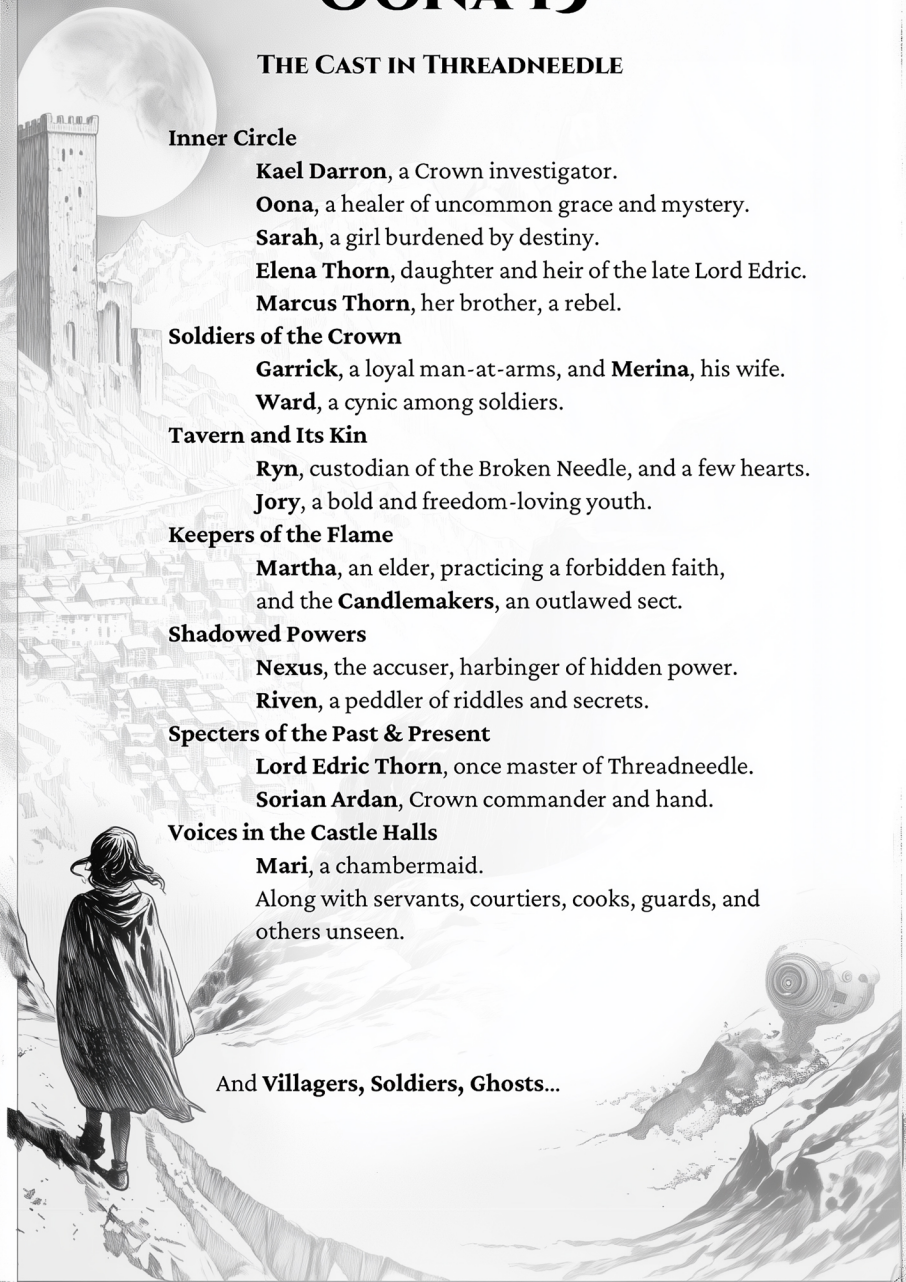 OONA 13
THE CAST IN THREADNEEDLE
Inner Circle
Kael Darron, a Crown investigator.
Oona, a healer of uncommon grace and mystery.
Sarah, a girl burdened by destiny.
Elena Thorn, daughter and heir of the late Lord Edric.
Marcus Thorn, her brother, a rebel.
Soldiers of the Crown
Garrick, a loyal man-at-arms, and Merina, his wife.
Ward, a cynic among soldiers.
Tavern and Its Kin
Ryn, custodian of the Broken Needle, and a few hearts.
Jory, a bold and freedom-loving youth.
Keepers of the Flame
Martha, an elder, practicing a forbidden faith,
and the Candlemakers, an outlawed sect.
Shadowed Powers
Nexus, the accuser, harbinger of hidden power.
Riven, a peddler of riddles and secrets.
Specters of the Past & Present
Lord Edric Thorn, once master of Threadneedle.
Sorian Ardan, Crown commander and hand.
Voices in the Castle Halls
Mari, a chambermaid.
Along with servants, courtiers, cooks, guards, and
others unseen.
And Villagers, Soldiers, Ghosts...